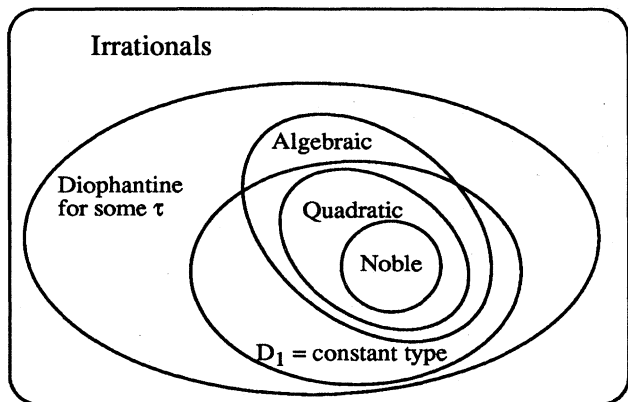 Irrationals
Algebraic
Diophantine
for some τ
Quadratic
Noble
D₁ = constant type